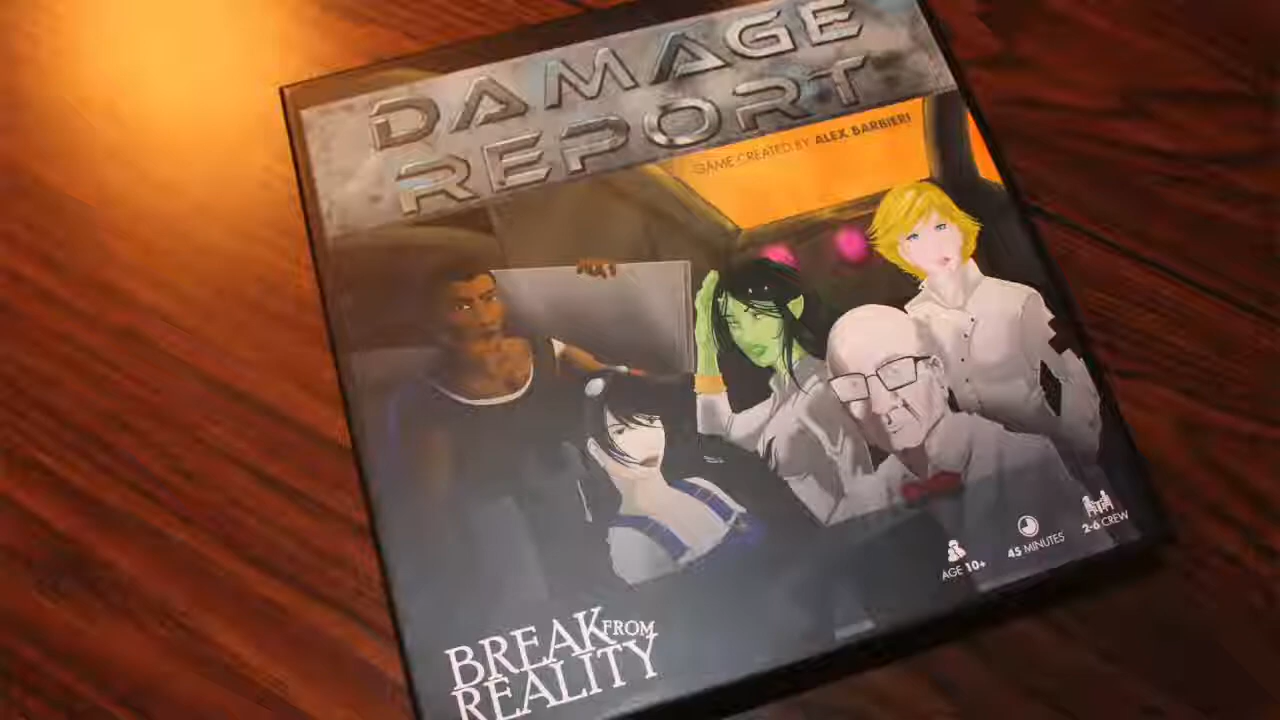 DAMAGE
REPORT
GAME CREATED BY ALEX BARBIERI
AGE 10+
45 MINUTES
2-6 CREW
BREAK FROM
REALITY